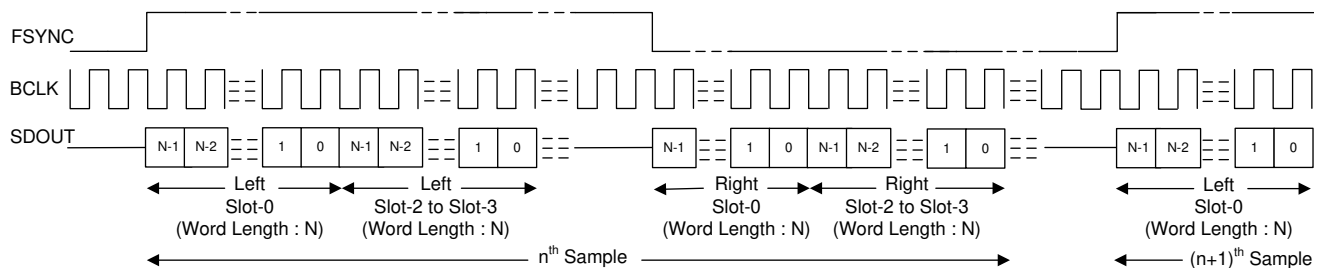 FSYNC
BCLK
SDOUT
N-1 N-2 1 0 N-1 N-2 1 0 N-1 1 0 N-1 N-2 1 0 N-1 N-2 1 0
Left Left Right Right Left
Slot-0 Slot-2 to Slot-3 Slot-0 Slot-2 to Slot-3 Slot-0
(Word Length : N) (Word Length : N) (Word Length : N) (Word Length : N) (Word Length : N)
nth Sample (n+1)th Sample